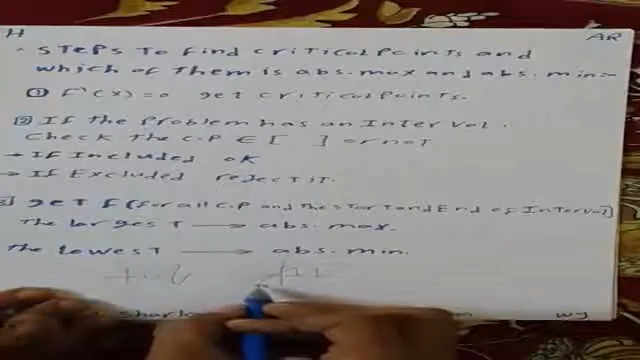 H AR
. Steps to find critical points and
which of them is abs.max and abs.min:-
① F'(x)=0 get critical points.
② If the problem has an interval.
Check the C.P ∈ [ ] or not
→ If Included ok
→ If Excluded reject it.
get F(for all C.P and the start and End of Interval)
The largest → abs.max.
The lowest → abs.min.
shark